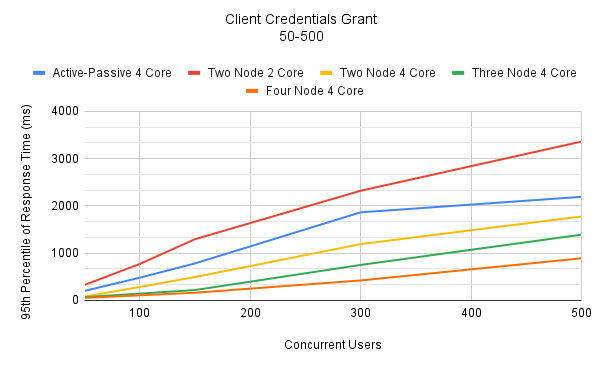 Client Credentials Grant
50-500
Active-Passive 4 Core
Two Node 2 Core
Two Node 4 Core
Three Node 4 Core
Four Node 4 Core
95th Percentile of Response Time (ms)
4000
3000
2000
1000
0
100
200
300
400
500
Concurrent Users